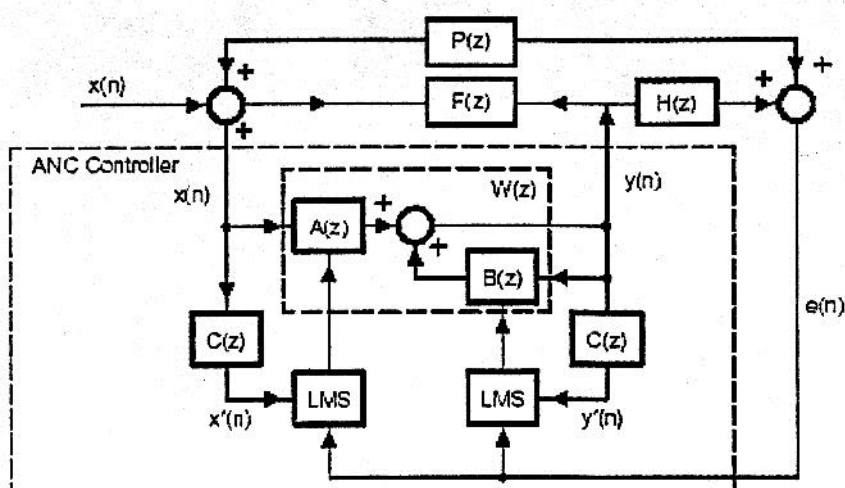 P(z)
+
+
x(n)
F(z)
+
H(z)
+
ANC Controller
x(n)
W(z)
y(n)
A(z)
+
+
B(z)
e(n)
C(z)
C(z)
x'(n)
LMS
LMS
y'(n)